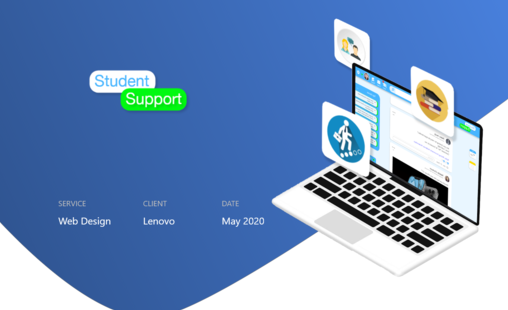 Student
Support
SERVICE
CLIENT
DATE
Web Design
Lenovo
May 2020